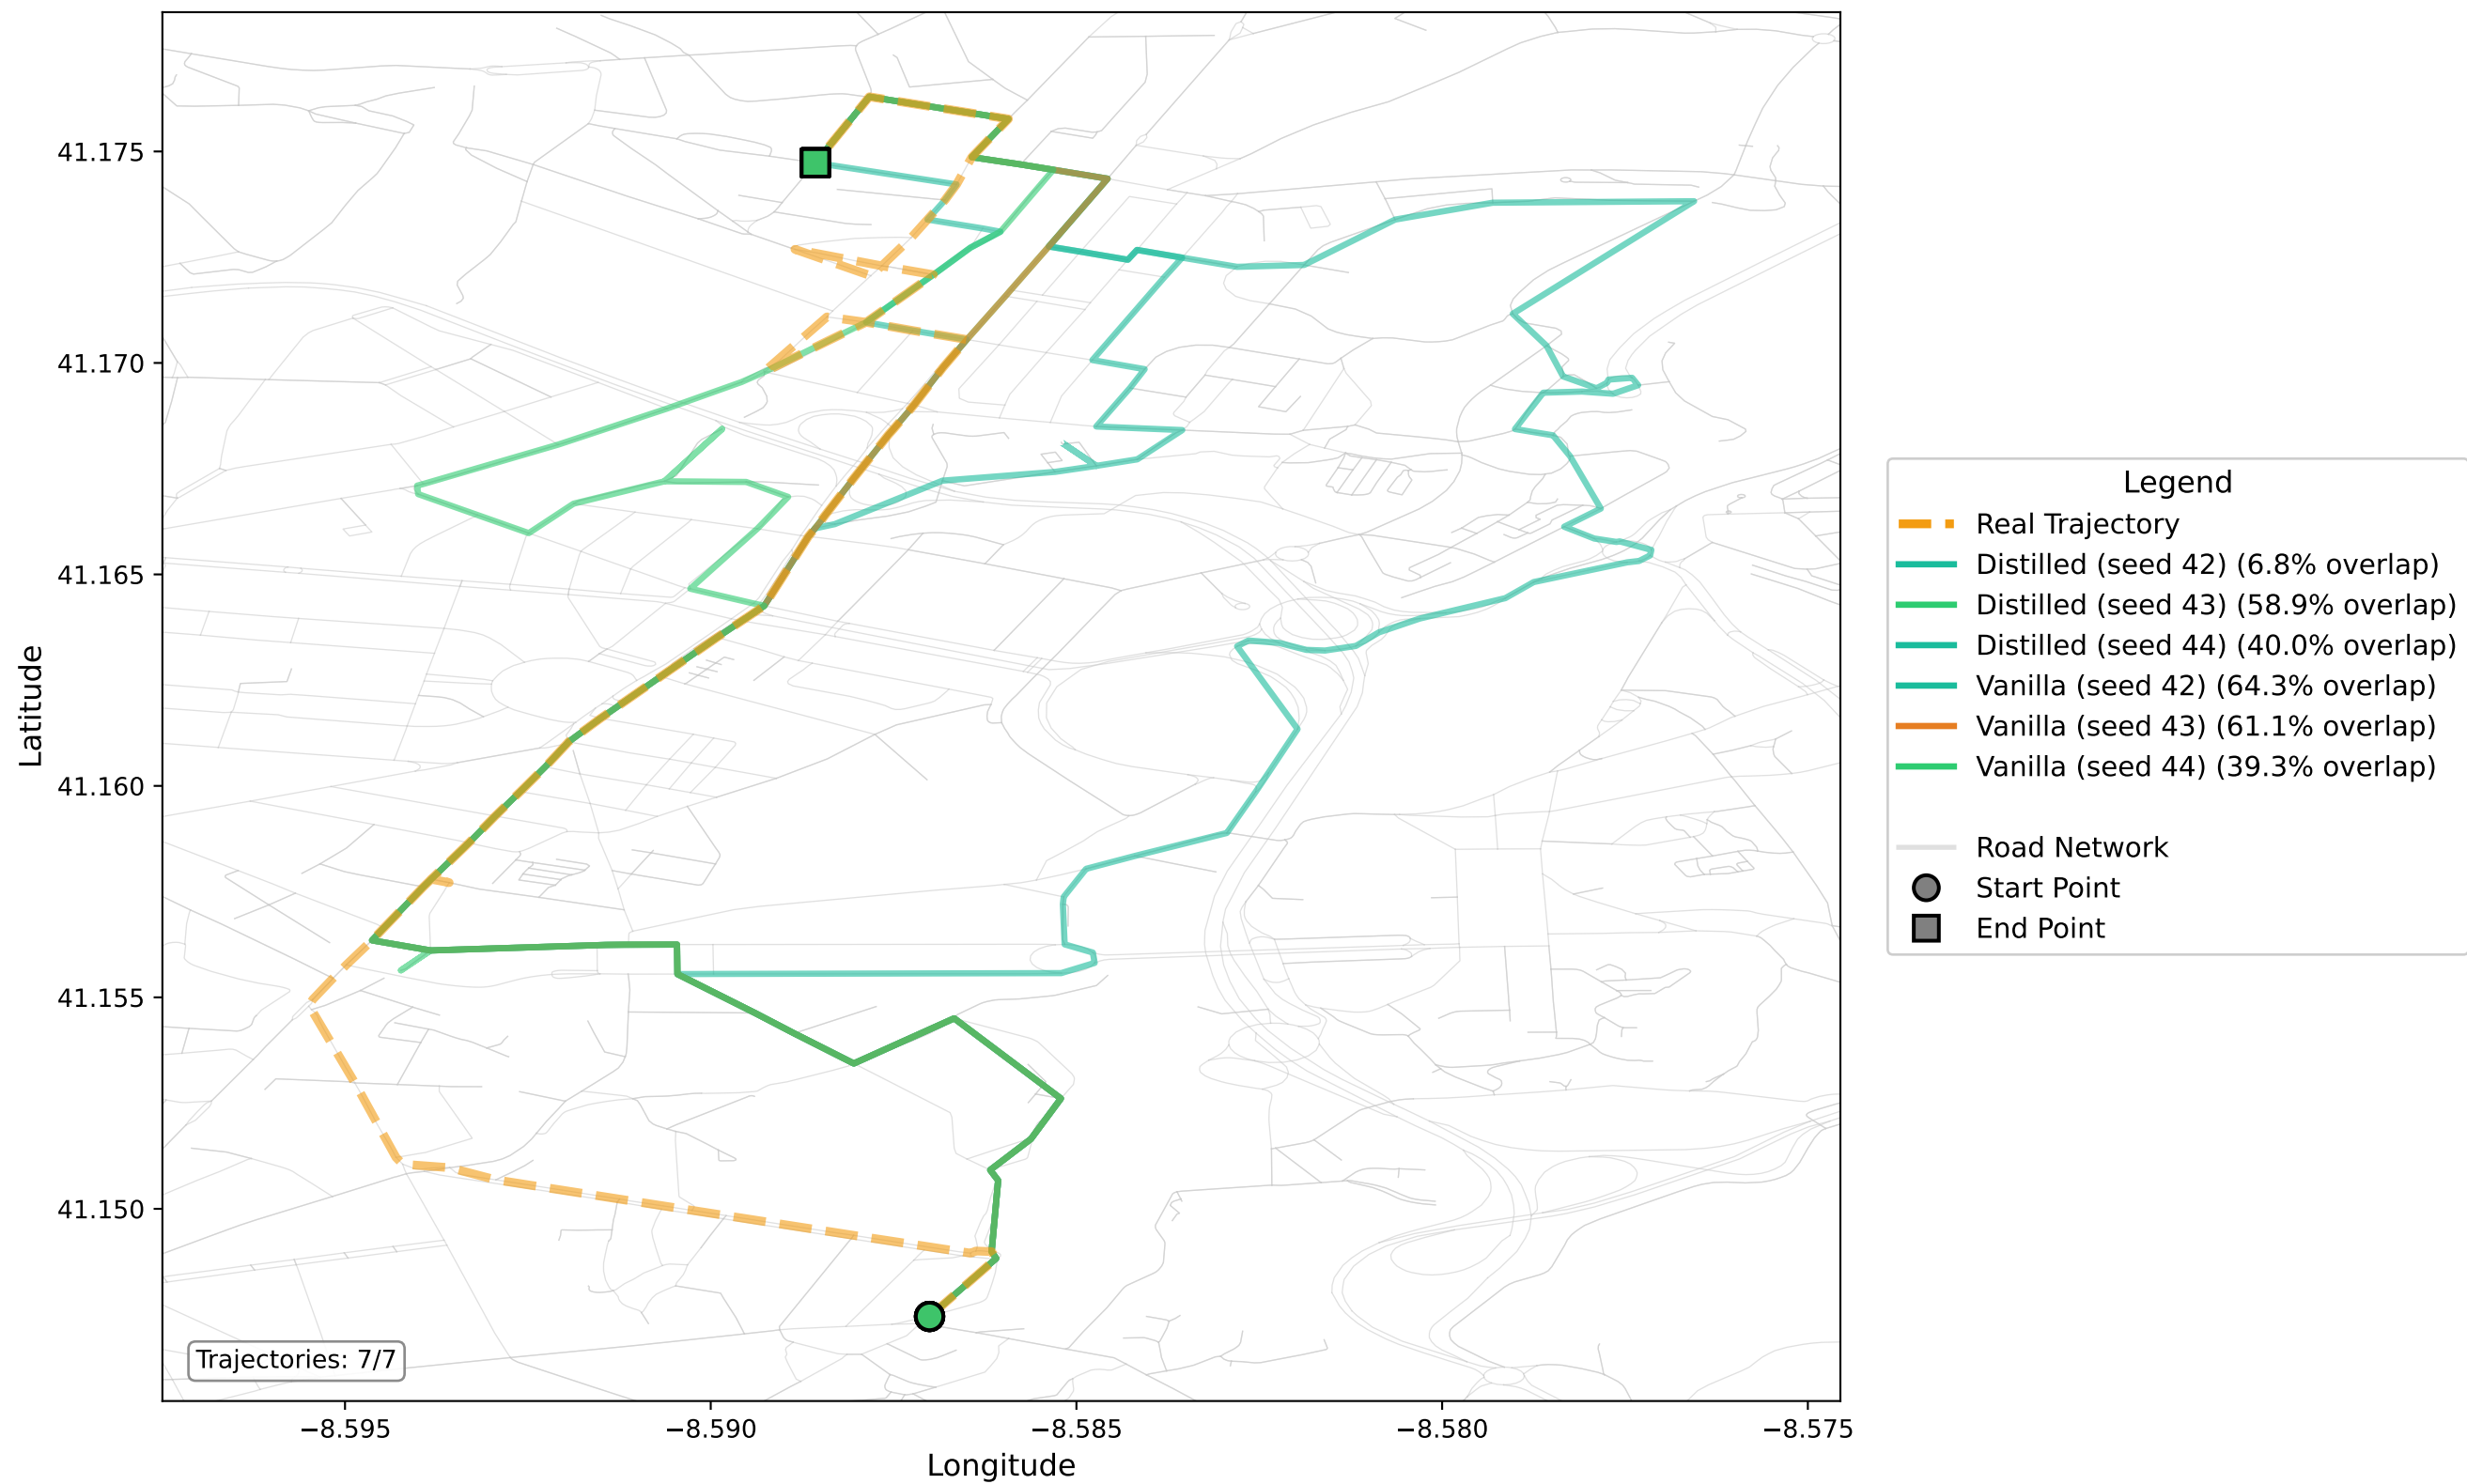 41.175
41.170
41.165
41.160
41.155
41.150
Latitude
−8.595
−8.590
−8.585
−8.580
−8.575
Longitude
Trajectories: 7/7
Legend
Real Trajectory
Distilled (seed 42) (6.8% overlap)
Distilled (seed 43) (58.9% overlap)
Distilled (seed 44) (40.0% overlap)
Vanilla (seed 42) (64.3% overlap)
Vanilla (seed 43) (61.1% overlap)
Vanilla (seed 44) (39.3% overlap)
Road Network
Start Point
End Point